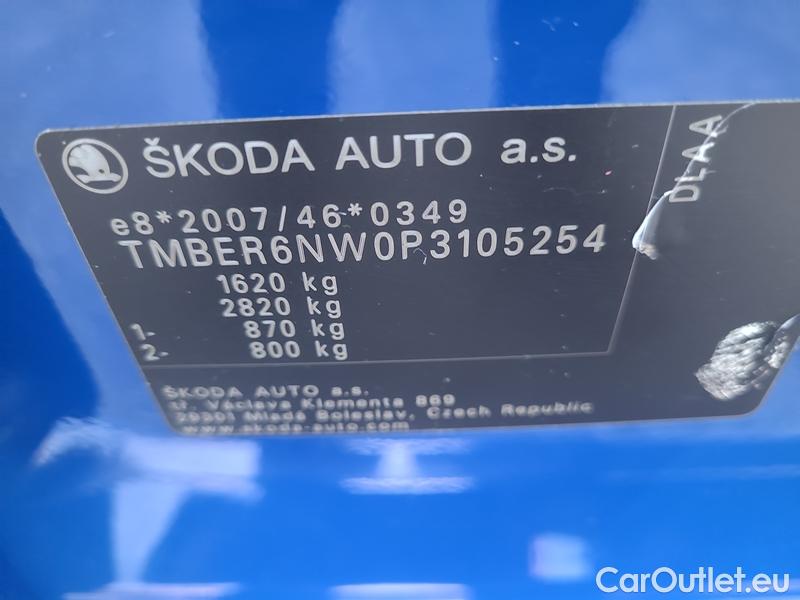 ŠKODA AUTO a.s.
e8*2007/46*0349
TMBER6NW0P3105254
1620 kg
2820 kg
1- 870 kg
2- 800 kg
DLAA
ŠKODA AUTO a.s.
tř. Václava Klementa 869
29301 Mladá Boleslav, Czech Republic
www.skoda-auto.com
CarOutlet.eu